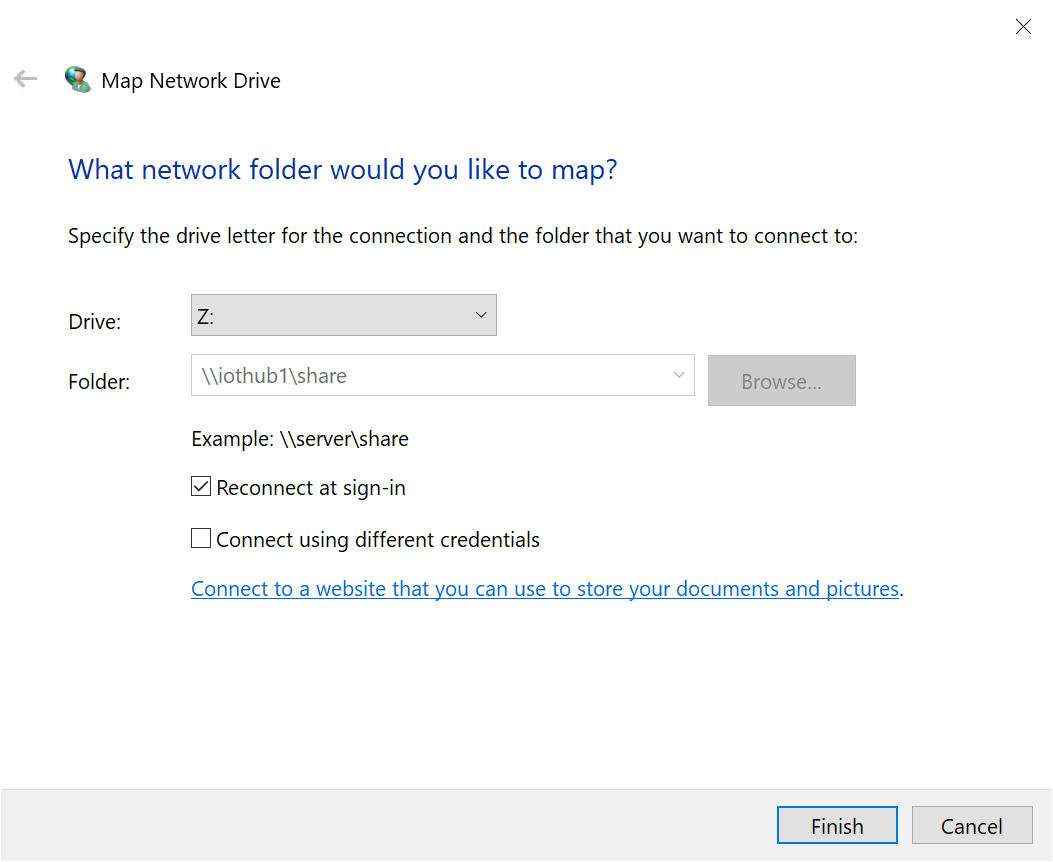 Map Network Drive
What network folder would you like to map?
Specify the drive letter for the connection and the folder that you want to connect to:
Drive: Z:
Folder: \\iothub1\share Browse...
Example: \\server\share
Reconnect at sign-in
Connect using different credentials
Connect to a website that you can use to store your documents and pictures.
Finish Cancel